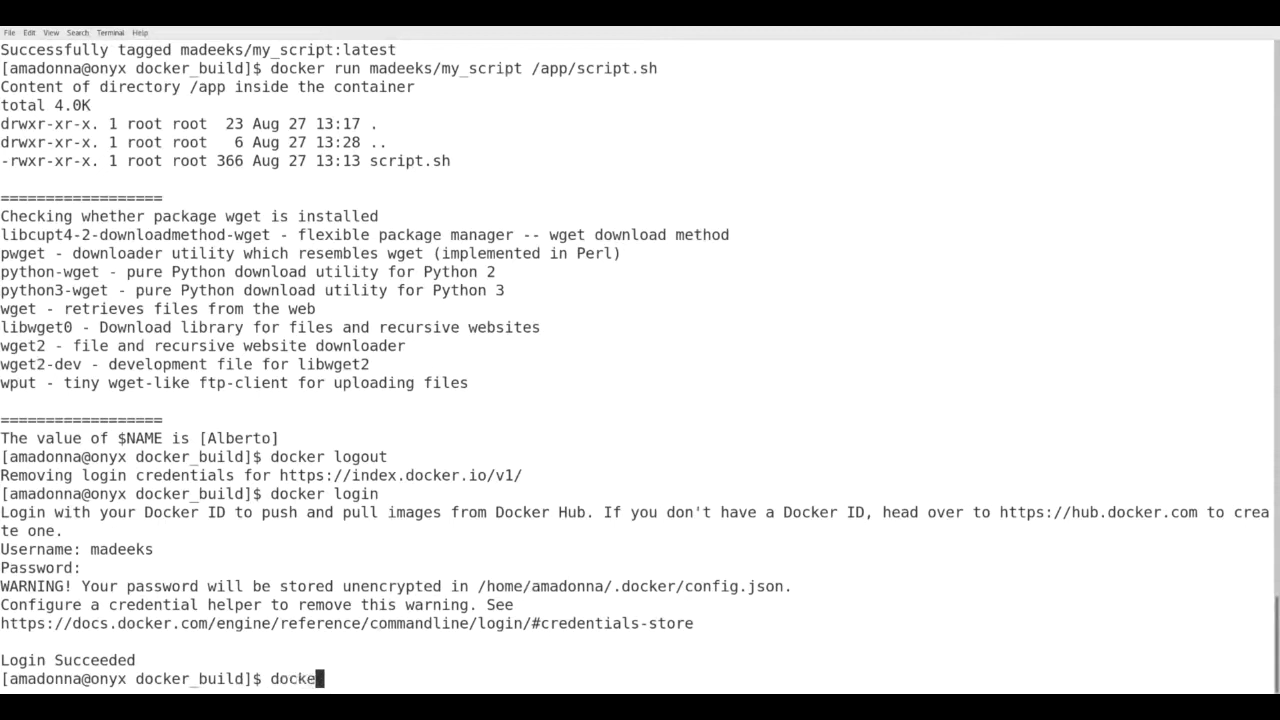 File Edit View Search Terminal Help
Successfully tagged madeeks/my_script:latest
[amadonna@onyx docker_build]$ docker run madeeks/my_script /app/script.sh
Content of directory /app inside the container
total 4.0K
drwxr-xr-x. 1 root root  23 Aug 27 13:17 .
drwxr-xr-x. 1 root root   6 Aug 27 13:28 ..
-rwxr-xr-x. 1 root root 366 Aug 27 13:13 script.sh
==================
Checking whether package wget is installed
libcupt4-2-downloadmethod-wget - flexible package manager -- wget download method
pwget - downloader utility which resembles wget (implemented in Perl)
python-wget - pure Python download utility for Python 2
python3-wget - pure Python download utility for Python 3
wget - retrieves files from the web
libwget0 - Download library for files and recursive websites
wget2 - file and recursive website downloader
wget2-dev - development file for libwget2
wput - tiny wget-like ftp-client for uploading files
==================
The value of $NAME is [Alberto]
[amadonna@onyx docker_build]$ docker logout
Removing login credentials for https://index.docker.io/v1/
[amadonna@onyx docker_build]$ docker login
Login with your Docker ID to push and pull images from Docker Hub. If you don't have a Docker ID, head over to https://hub.docker.com to crea
te one.
Username: madeeks
Password:
WARNING! Your password will be stored unencrypted in /home/amadonna/.docker/config.json.
Configure a credential helper to remove this warning. See
https://docs.docker.com/engine/reference/commandline/login/#credentials-store
Login Succeeded
[amadonna@onyx docker_build]$ docke